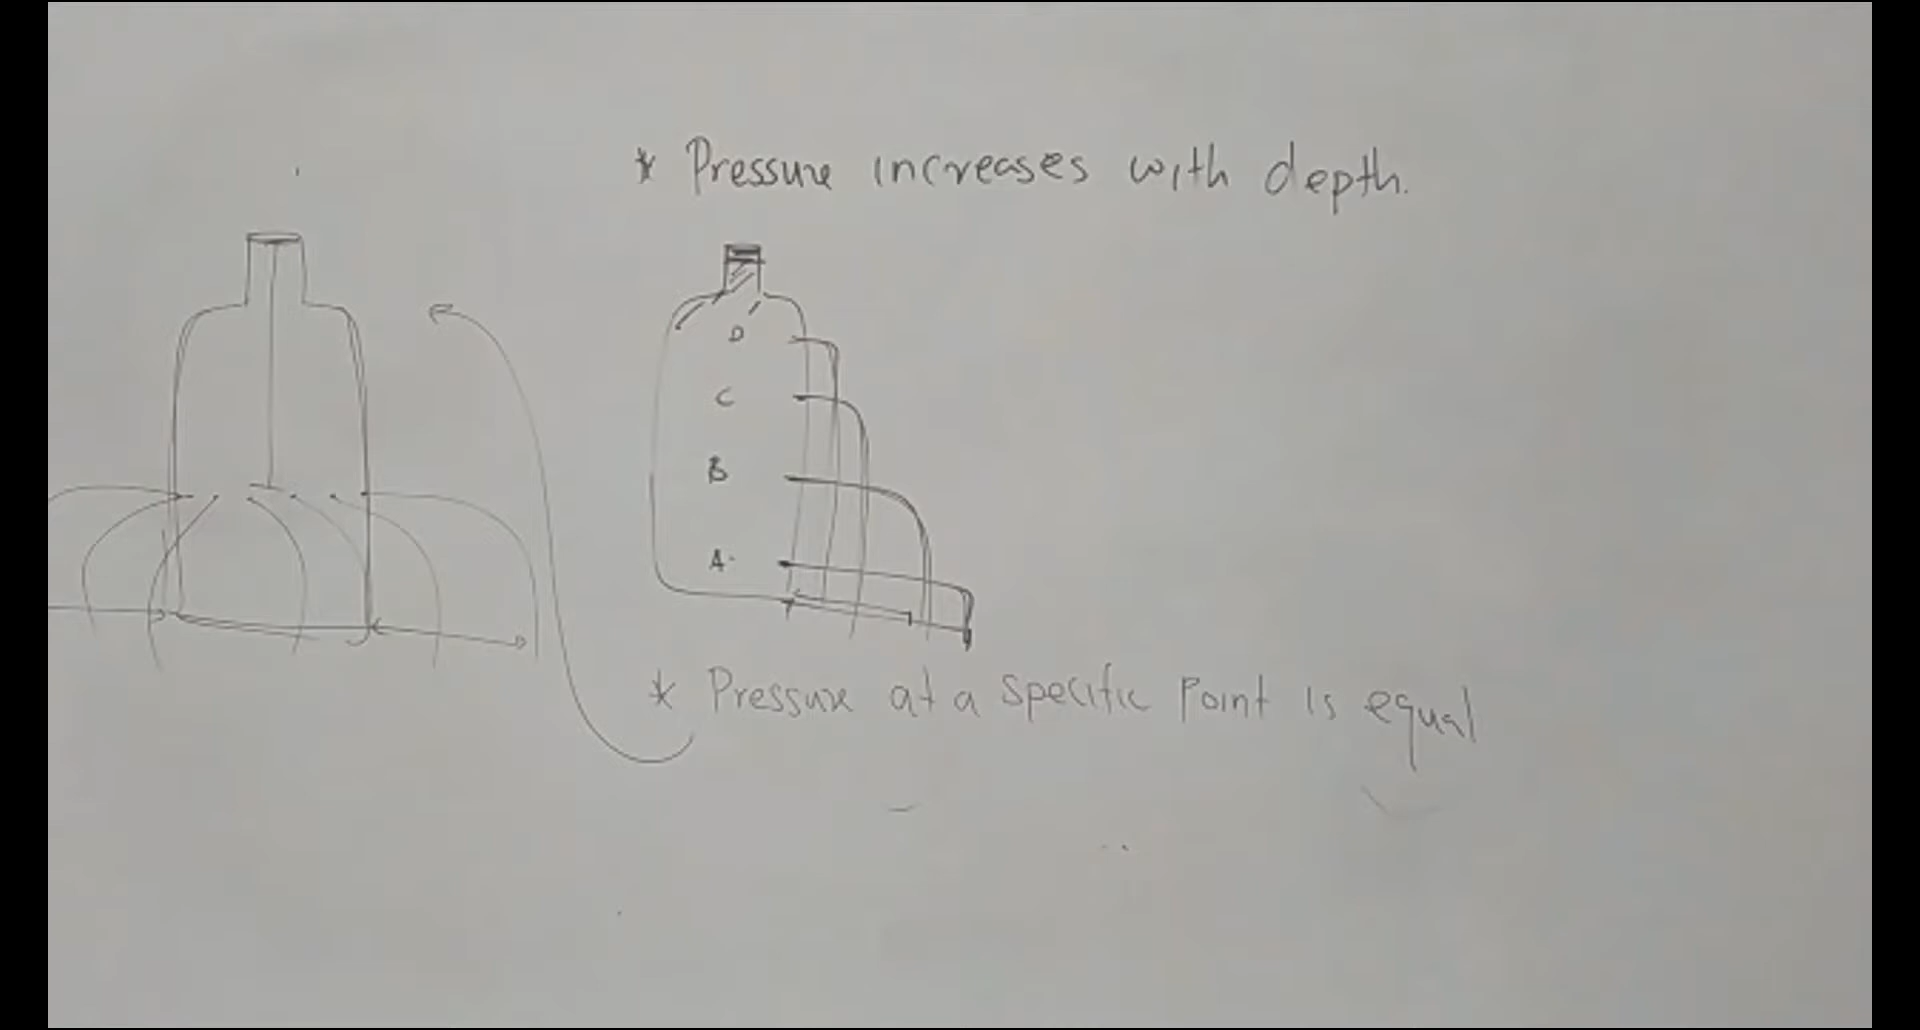 * Pressure increases with depth.
D
C
B
A.
* Pressure at a specific Point is equal